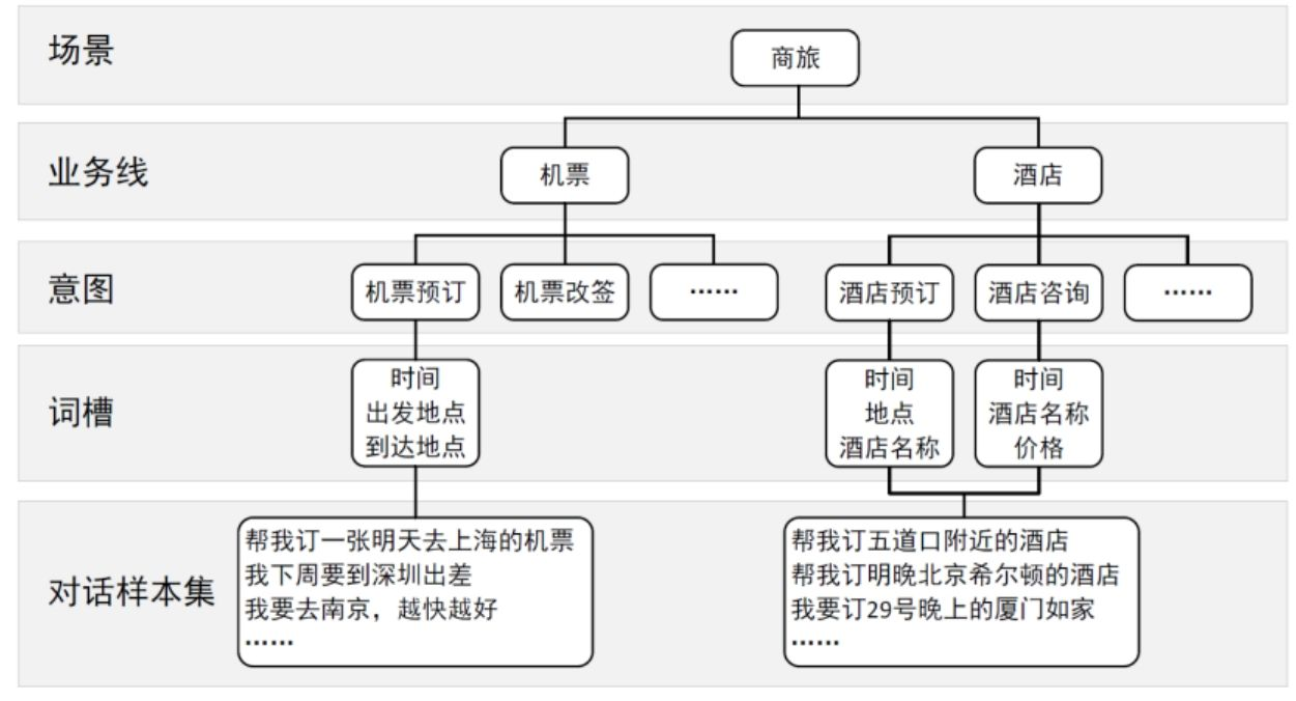 场景
商旅
业务线
机票
酒店
意图
机票预订
机票改签
……
酒店预订
酒店咨询
……
词槽
时间
出发地点
到达地点
时间
地点
酒店名称
时间
酒店名称
价格
对话样本集
帮我订一张明天去上海的机票
我下周要到深圳出差
我要去南京，越快越好
……
帮我订五道口附近的酒店
帮我订明晚北京希尔顿的酒店
我要订29号晚上的厦门如家
……